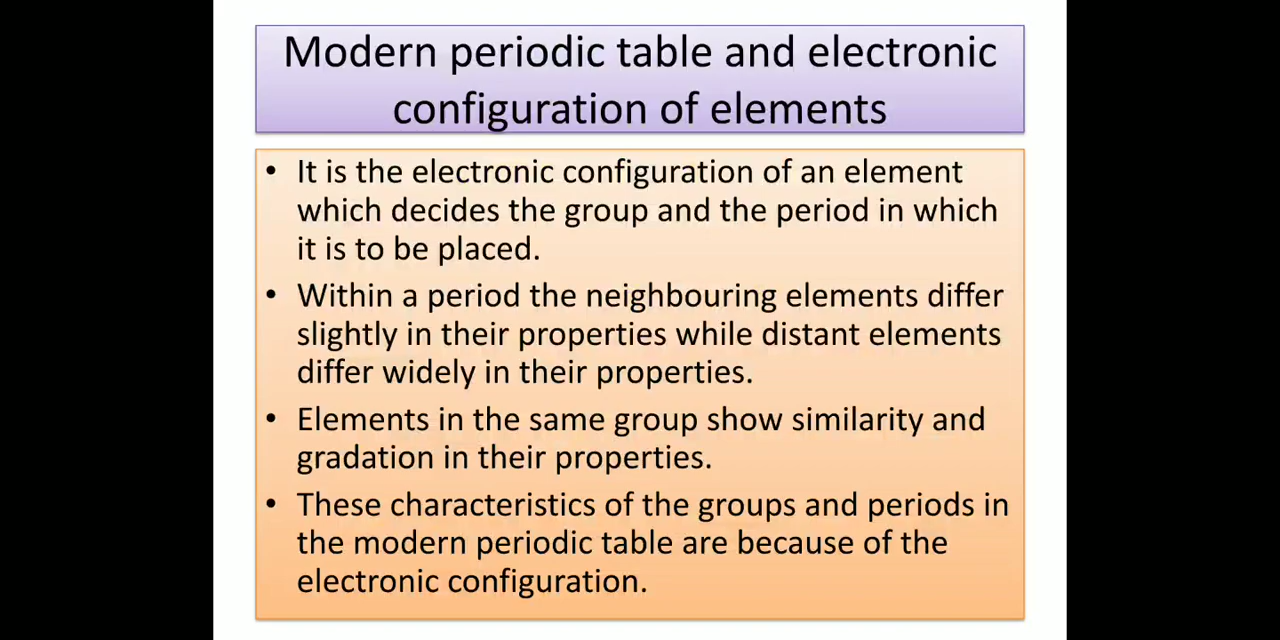 Modern periodic table and electronic
configuration of elements
• It is the electronic configuration of an element
which decides the group and the period in which
it is to be placed.
• Within a period the neighbouring elements differ
slightly in their properties while distant elements
differ widely in their properties.
• Elements in the same group show similarity and
gradation in their properties.
• These characteristics of the groups and periods in
the modern periodic table are because of the
electronic configuration.